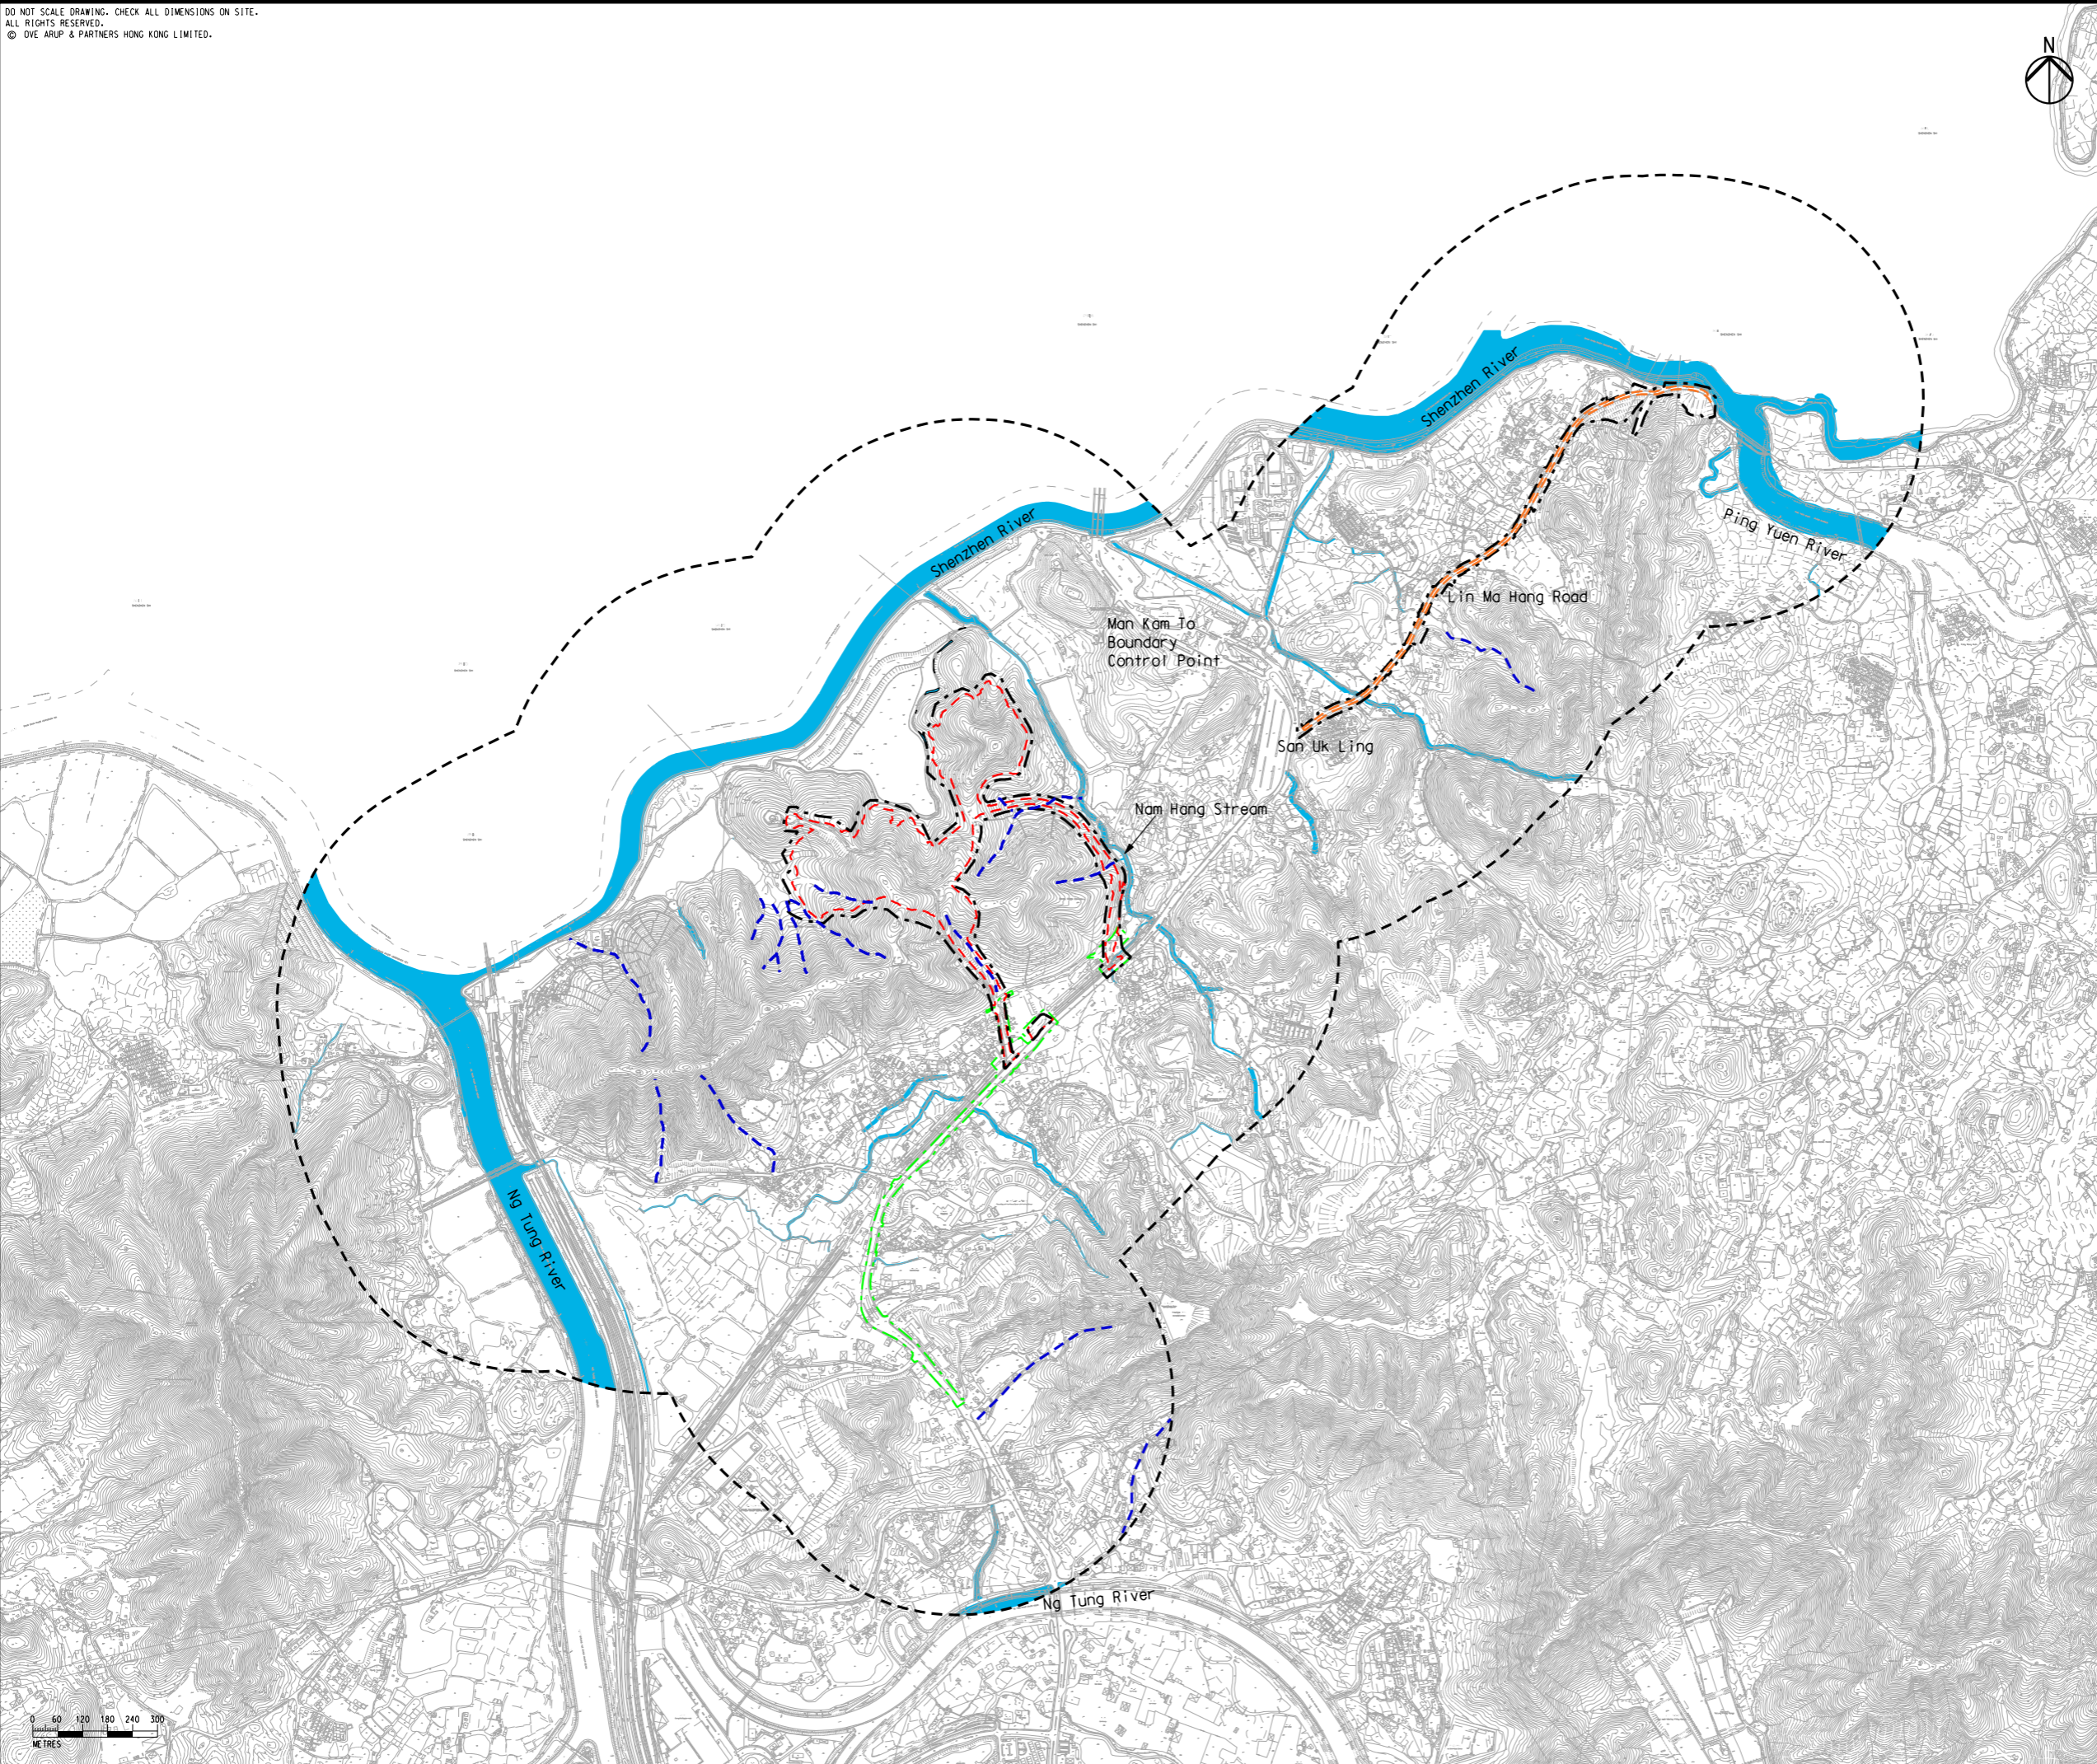 DO NOT SCALE DRAWING. CHECK ALL DIMENSIONS ON SITE.
ALL RIGHTS RESERVED.
© OVE ARUP & PARTNERS HONG KONG LIMITED.
N
Shenzhen River
Shenzhen River
Ping Yuen River
Lin Ma Hang Road
Man Kam To
Boundary
Control Point
San Uk Ling
Nam Hang Stream
Ng Tung River
Ng Tung River
0 60 120 180 240 300
METRES